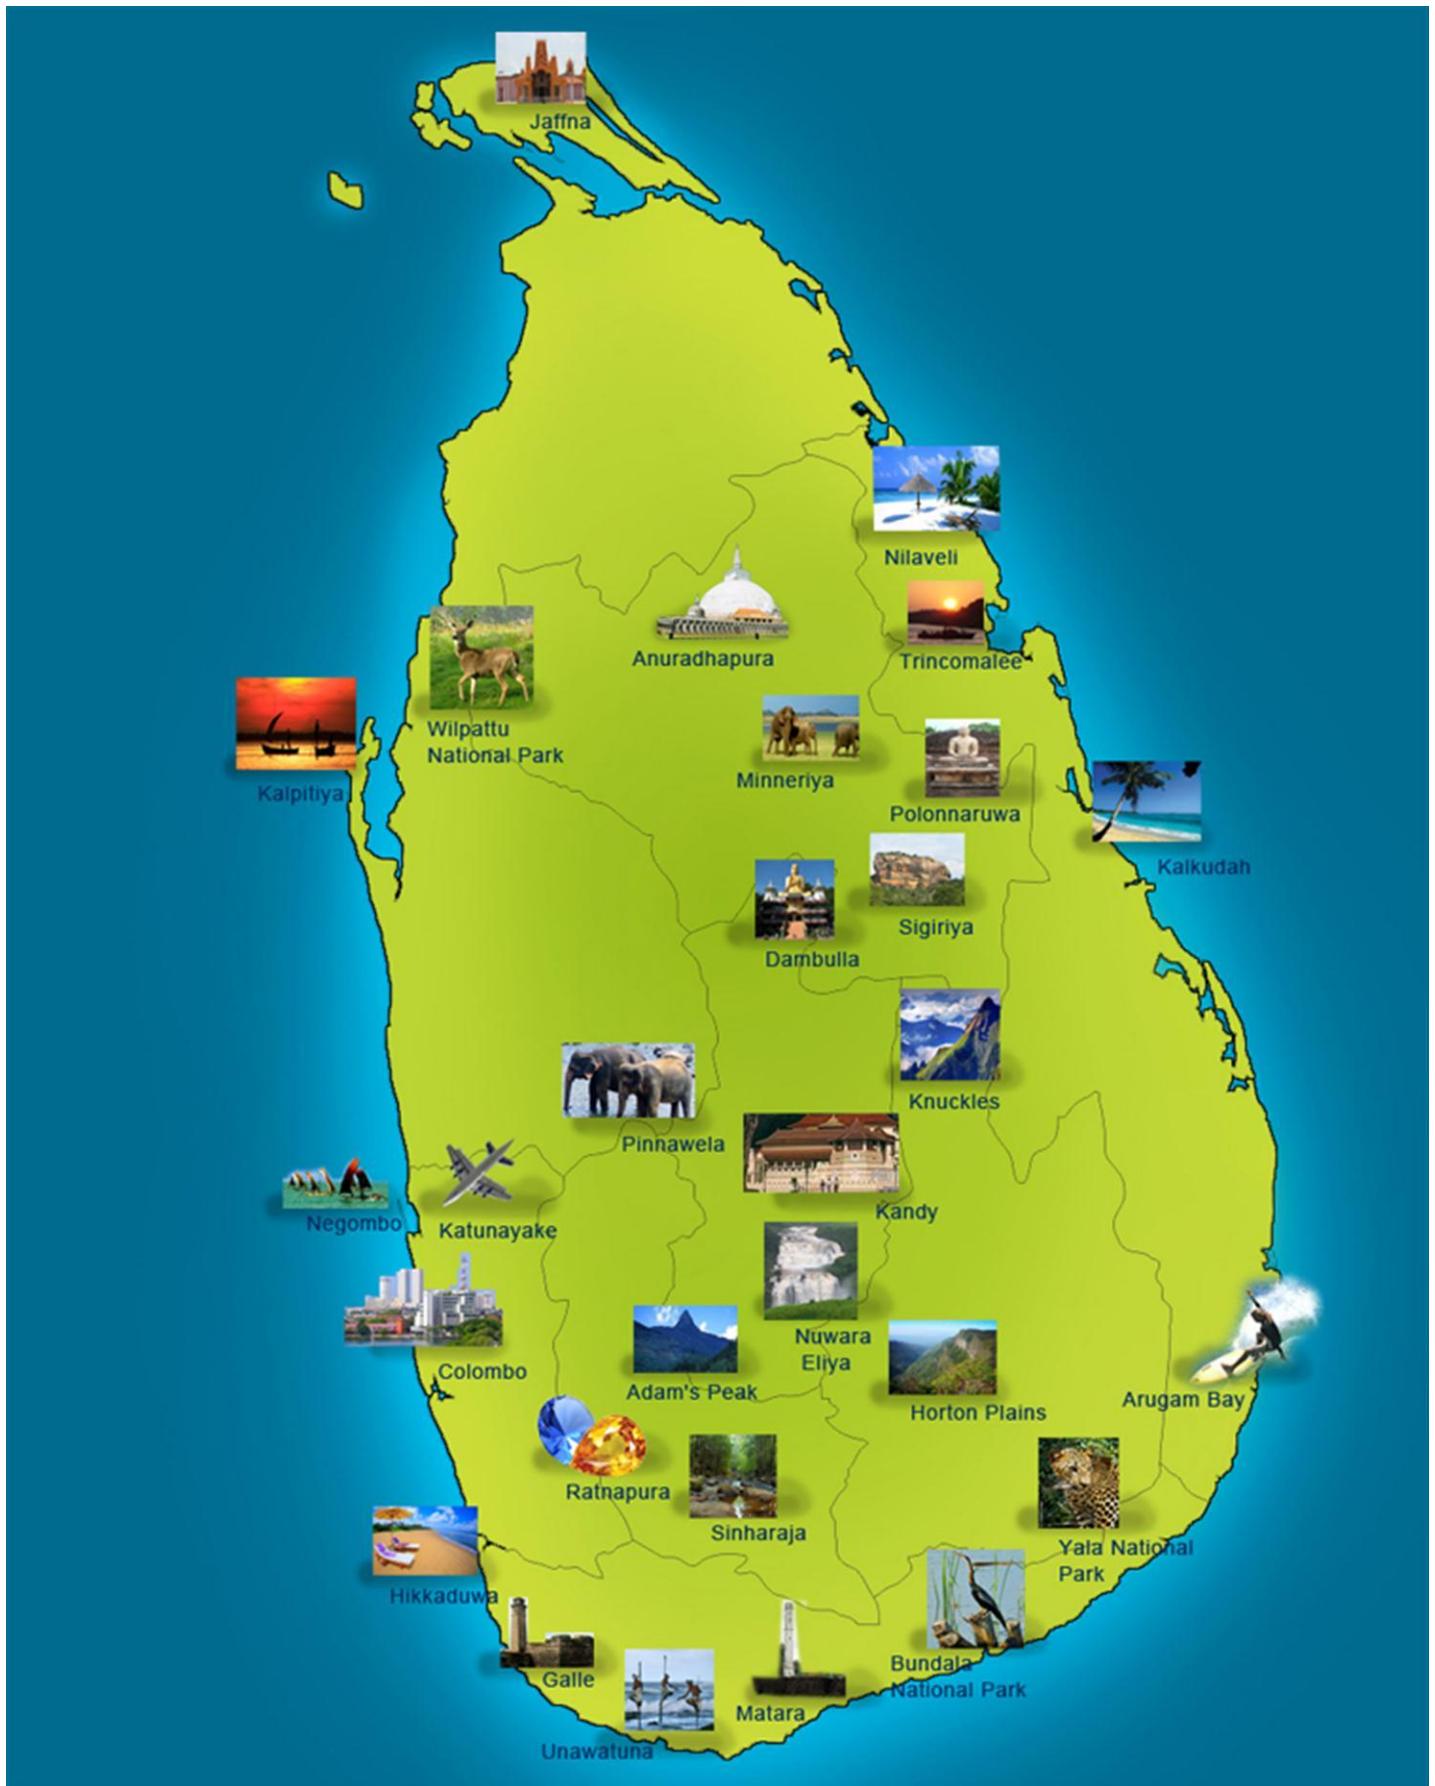 Jaffna
Nilaveli
Anuradhapura
Trincomalee
Wilpattu
National Park
Kalpitiya
Minneriya
Polonnaruwa
Kalkudah
Sigiriya
Dambulla
Knuckles
Pinnawela
Kandy
Negombo
Katunayake
Nuwara
Eliya
Colombo
Adam's Peak
Horton Plains
Arugam Bay
Ratnapura
Sinharaja
Yala National
Park
Hikkaduwa
Galle
Bundala
National Park
Matara
Unawatuna